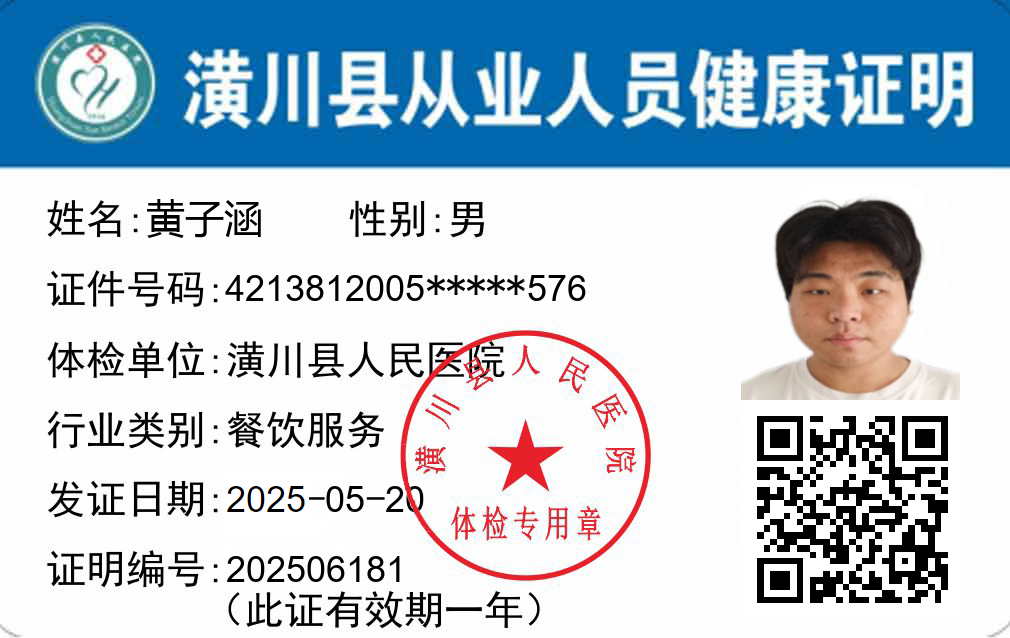 潢川县从业人员健康证明
姓名:黄子涵 性别:男
证件号码:4213812005*****576
体检单位:潢川县人民医院
行业类别:餐饮服务
发证日期:2025-05-20
证明编号:202506181
（此证有效期一年）
潢川县人民医院
体检专用章